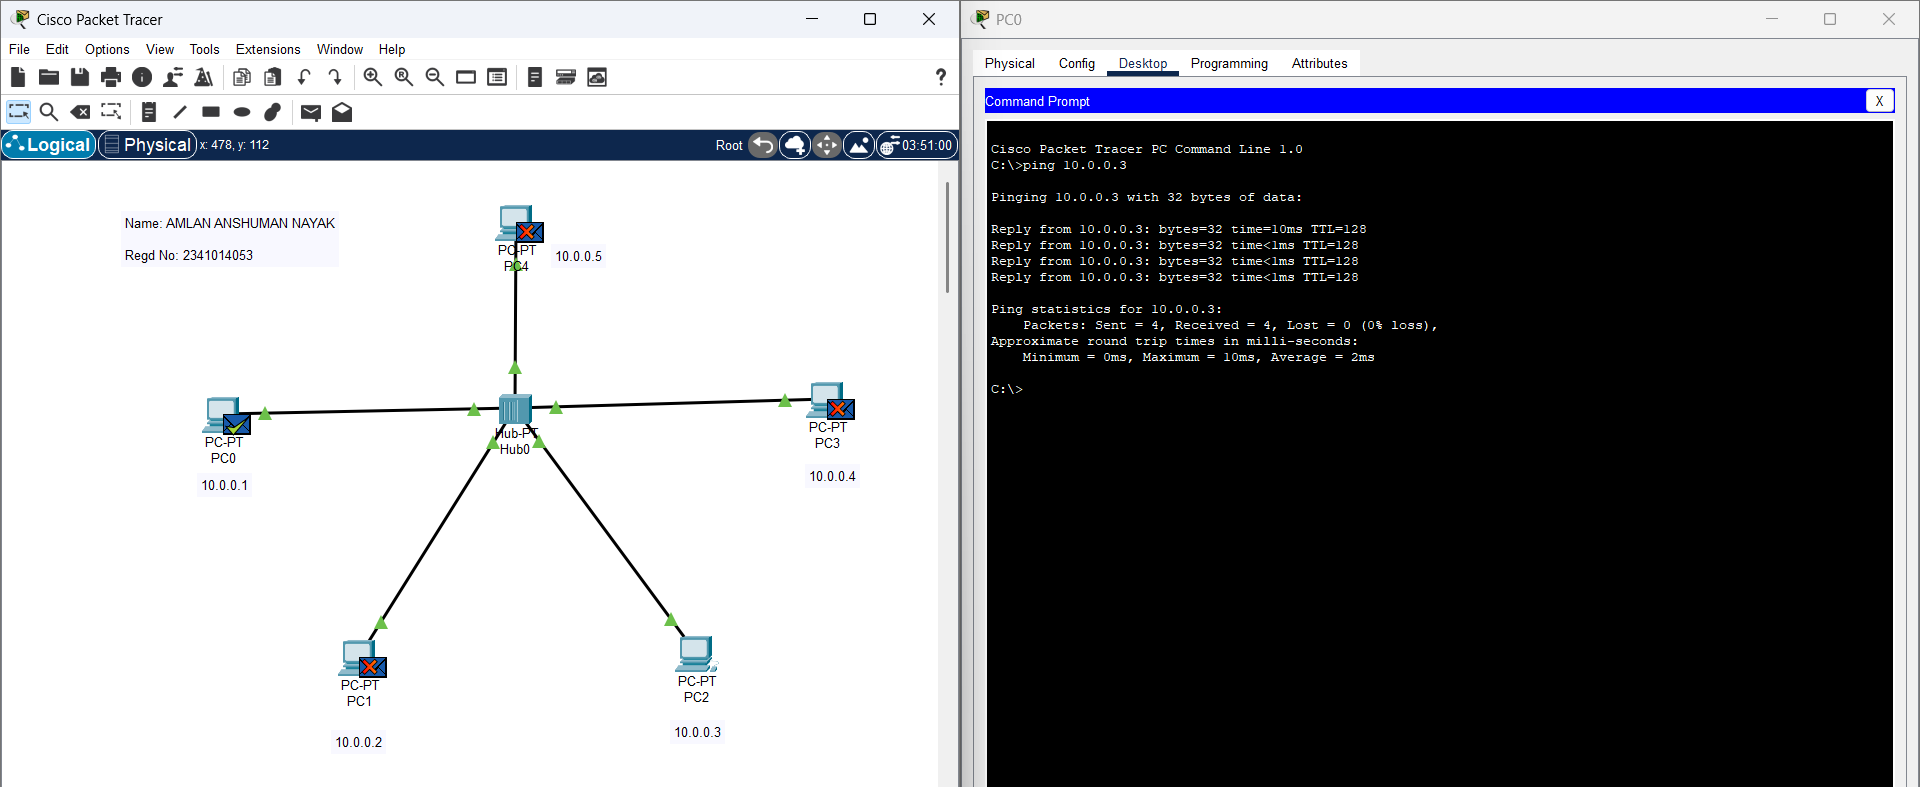 Cisco Packet Tracer
File Edit Options View Tools Extensions Window Help
?
Logical Physical x: 478, y: 112 Root 03:51:00
Name: AMLAN ANSHUMAN NAYAK
Regd No: 2341014053
PC-PT
PC4
10.0.0.5
PC-PT
PC0
10.0.0.1
Hub-PT
Hub0
PC-PT
PC3
10.0.0.4
PC-PT
PC1
10.0.0.2
PC-PT
PC2
10.0.0.3
PC0
Physical Config Desktop Programming Attributes
Command Prompt X
Cisco Packet Tracer PC Command Line 1.0
C:\>ping 10.0.0.3
Pinging 10.0.0.3 with 32 bytes of data:
Reply from 10.0.0.3: bytes=32 time=10ms TTL=128
Reply from 10.0.0.3: bytes=32 time<1ms TTL=128
Reply from 10.0.0.3: bytes=32 time<1ms TTL=128
Reply from 10.0.0.3: bytes=32 time<1ms TTL=128
Ping statistics for 10.0.0.3:
Packets: Sent = 4, Received = 4, Lost = 0 (0% loss),
Approximate round trip times in milli-seconds:
Minimum = 0ms, Maximum = 10ms, Average = 2ms
C:\>